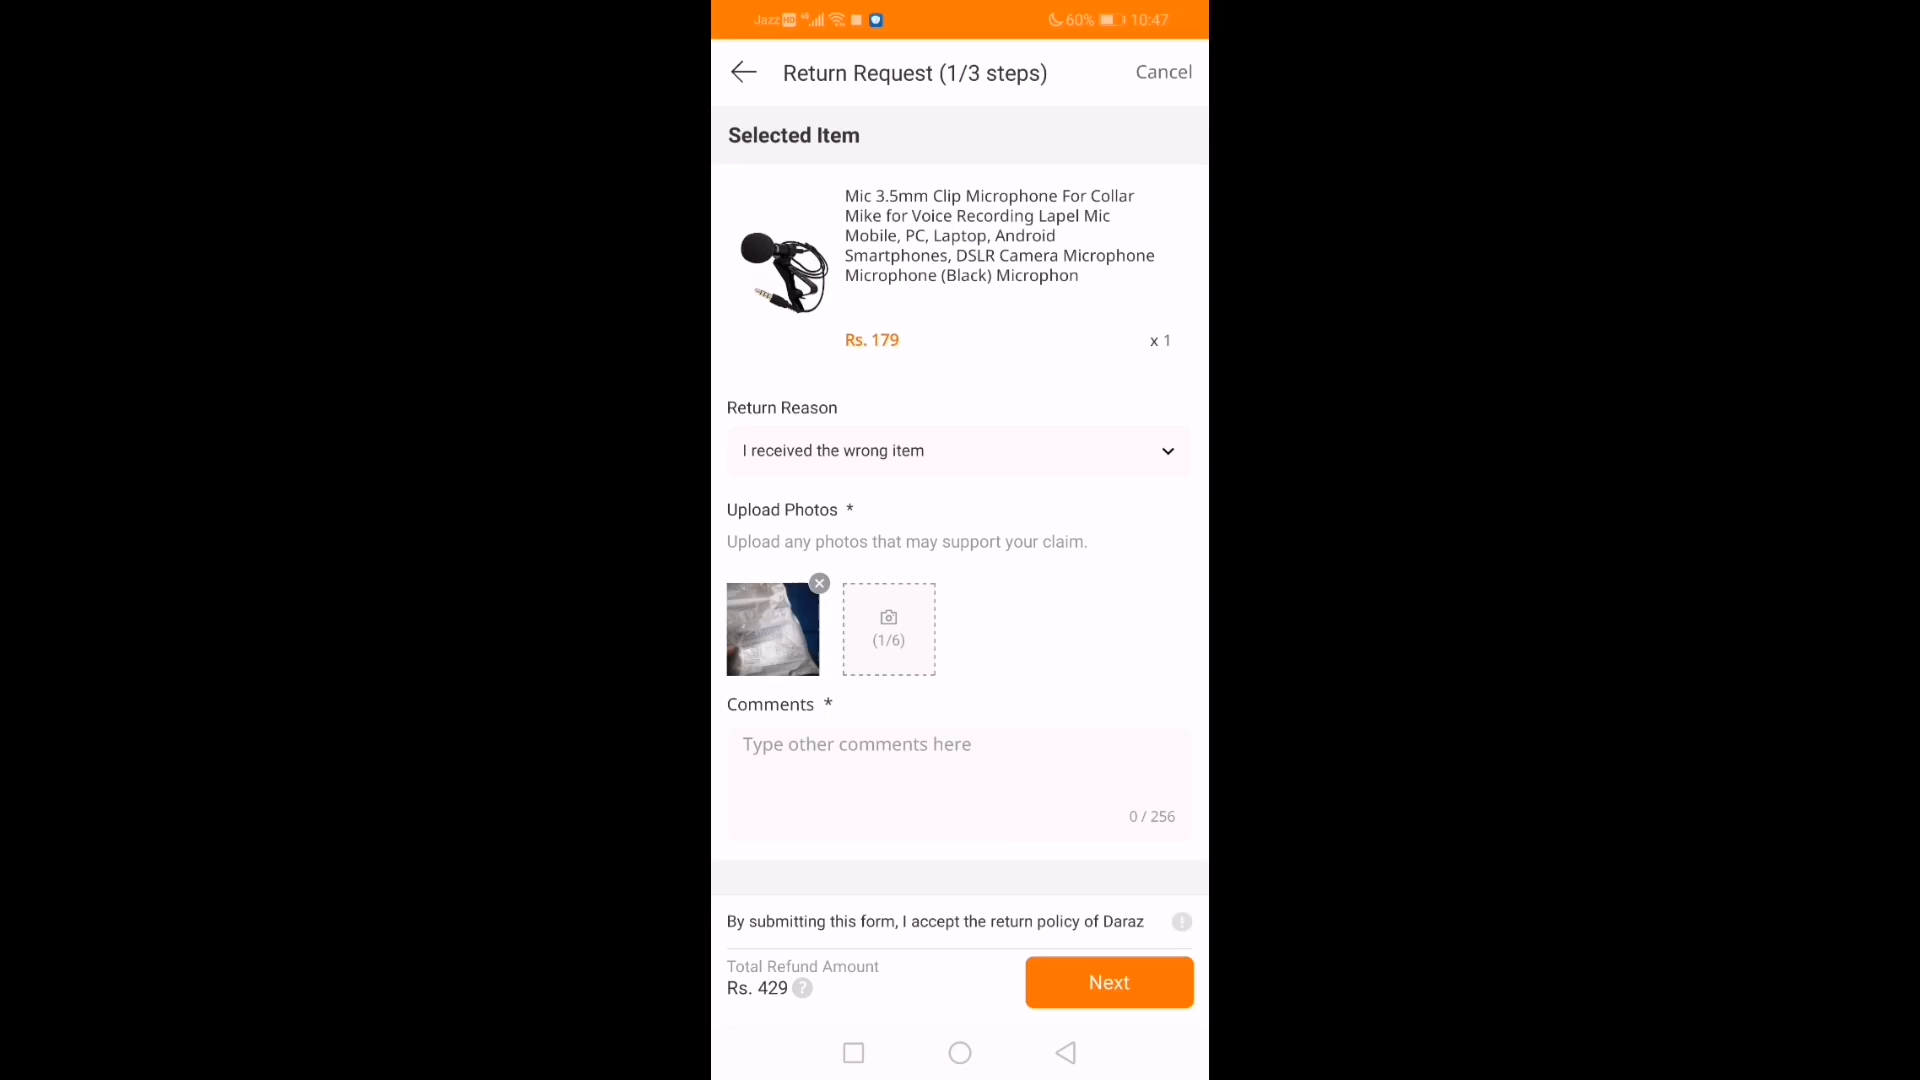 Jazz HD 4G 60% 10:47
Return Request (1/3 steps) Cancel
Selected Item
Mic 3.5mm Clip Microphone For Collar
Mike for Voice Recording Lapel Mic
Mobile, PC, Laptop, Android
Smartphones, DSLR Camera Microphone
Microphone (Black) Microphon
Rs. 179 x 1
Return Reason
I received the wrong item
Upload Photos *
Upload any photos that may support your claim.
(1/6)
Comments *
Type other comments here
0 / 256
By submitting this form, I accept the return policy of Daraz
Total Refund Amount
Rs. 429
Next